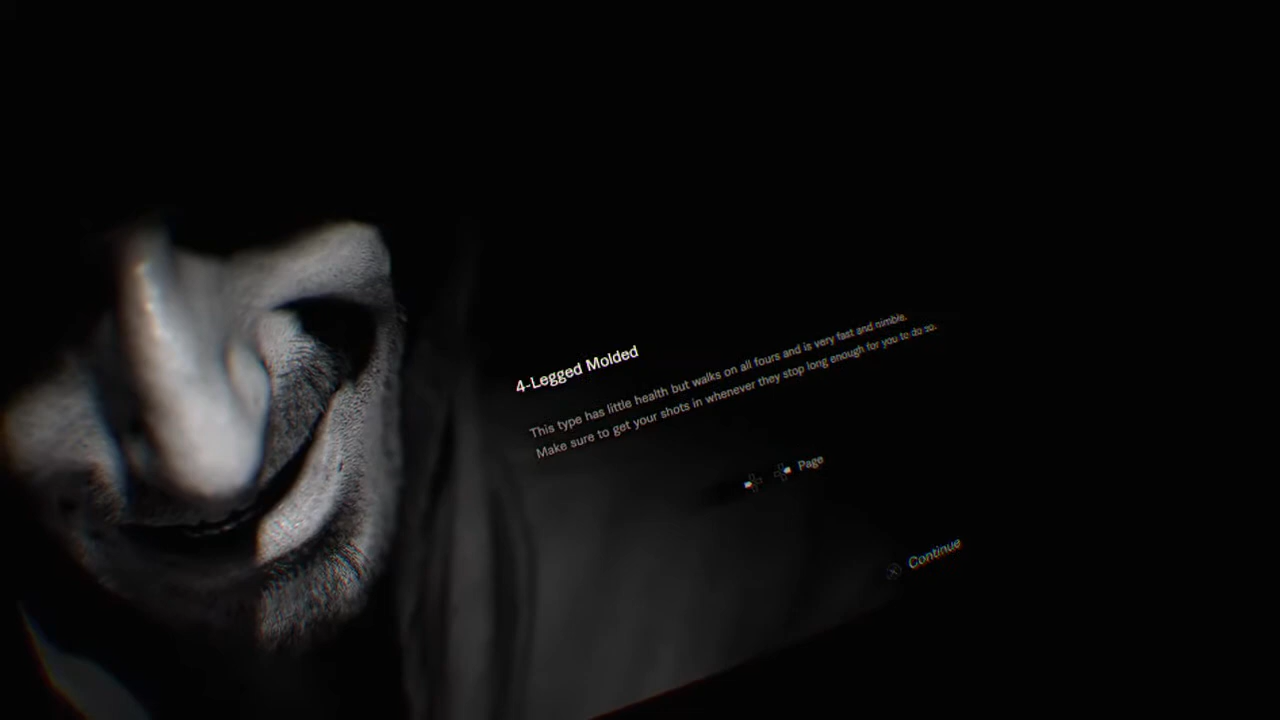 4-Legged Molded
This type has little health but walks on all fours and is very fast and nimble.
Make sure to get your shots in whenever they stop long enough for you to do so.
Page
Continue